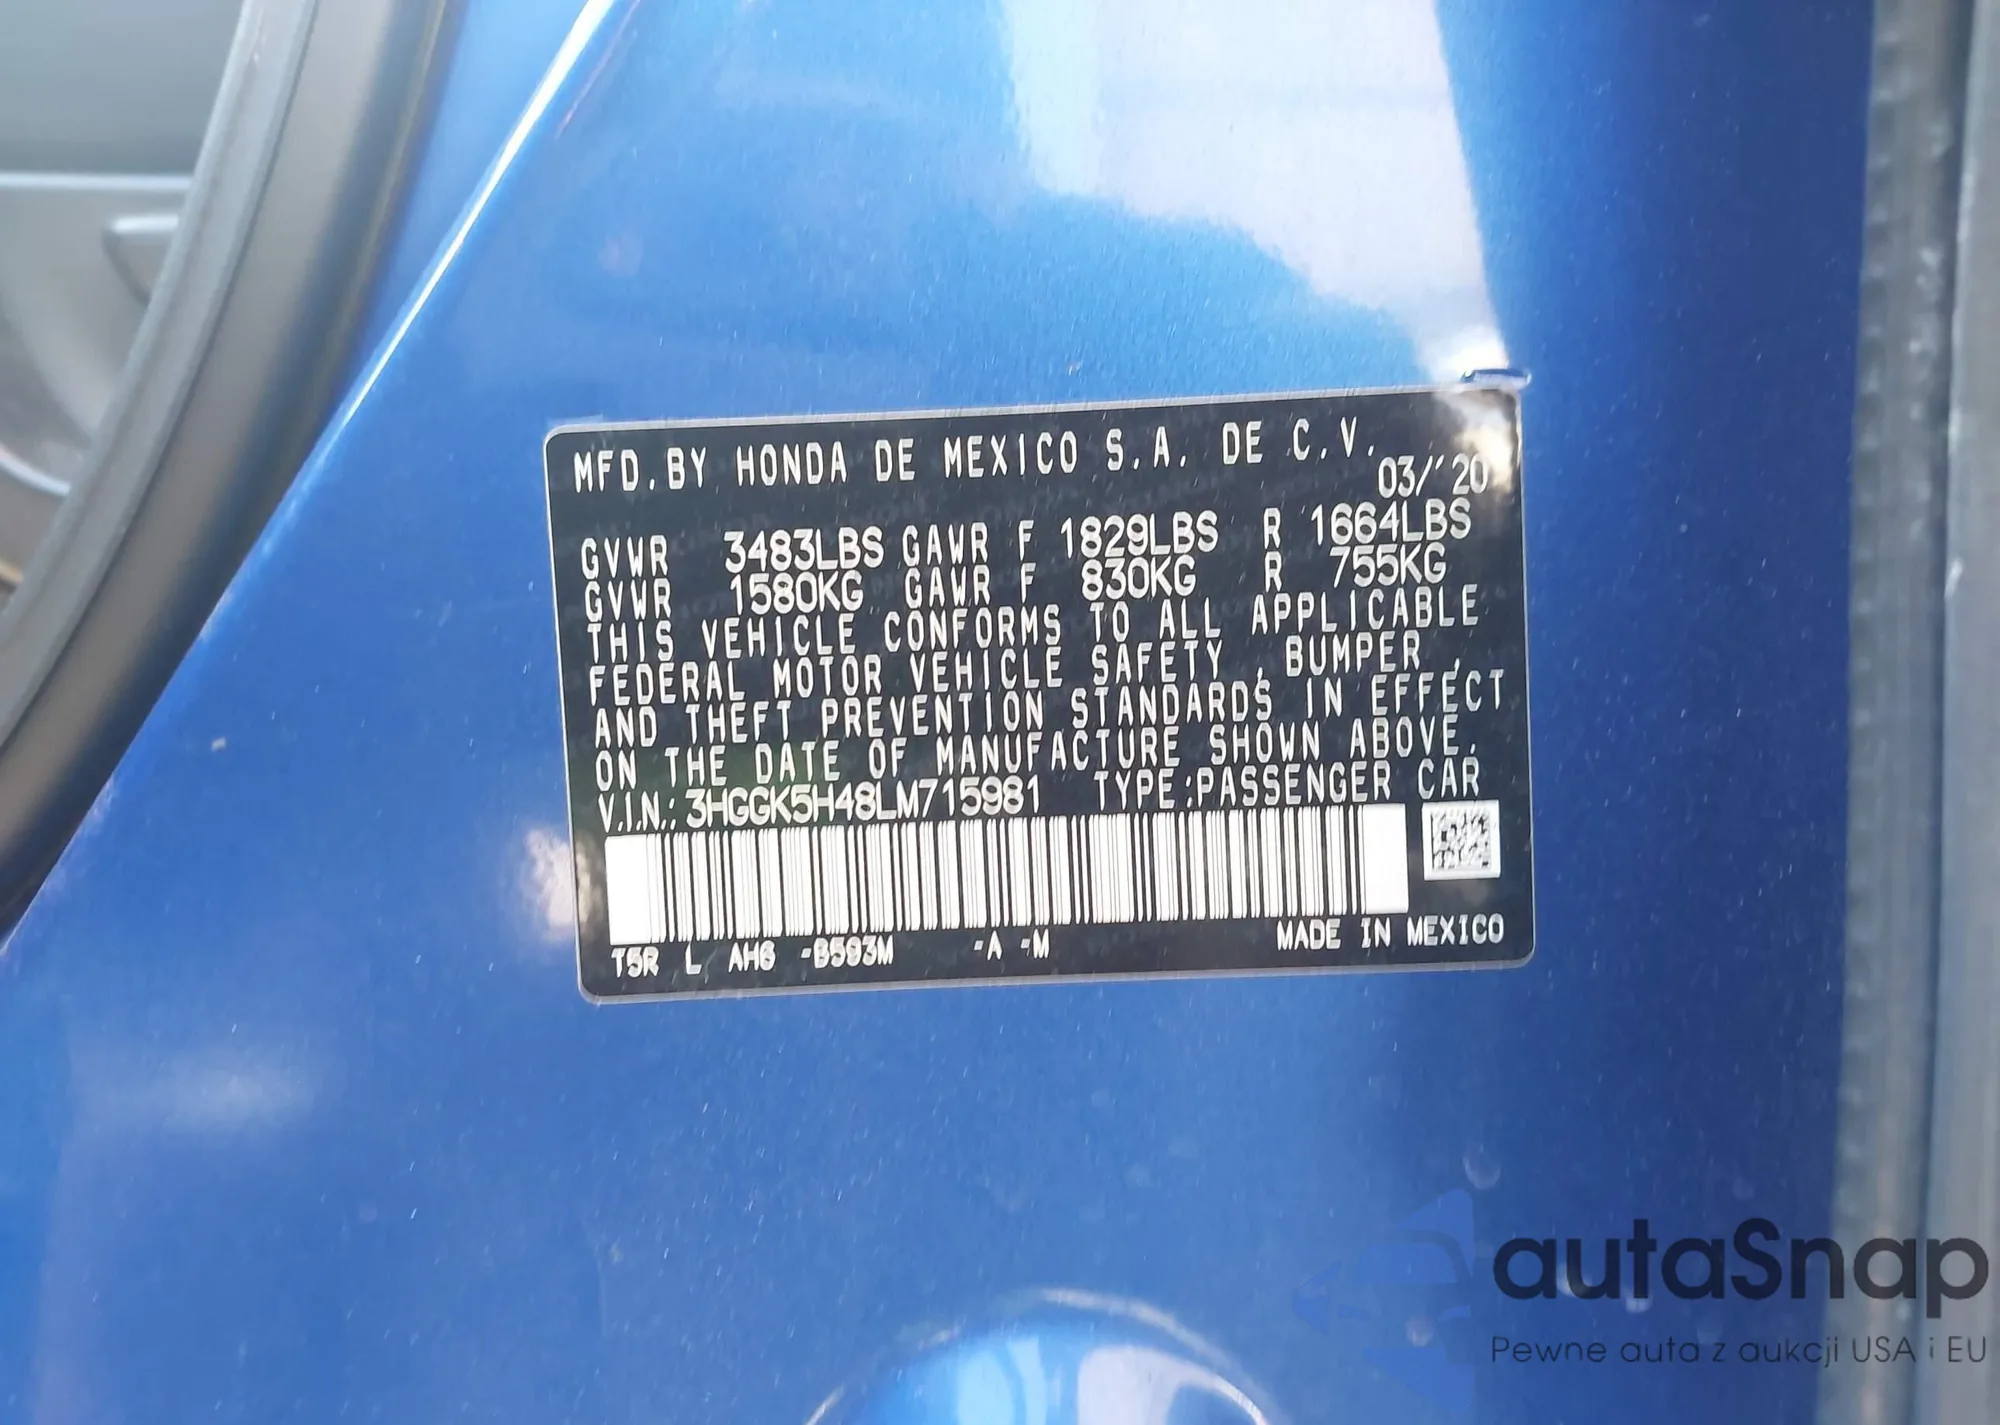 MFD.BY HONDA DE MEXICO S.A. DE C.V.
03/'20
GVWR 3483LBS GAWR F 1829LBS R 1664LBS
GVWR 1580KG GAWR F 830KG R 755KG
THIS VEHICLE CONFORMS TO ALL APPLICABLE
FEDERAL MOTOR VEHICLE SAFETY , BUMPER ,
AND THEFT PREVENTION STANDARDS IN EFFECT
ON THE DATE OF MANUFACTURE SHOWN ABOVE.
V.I.N.: 3HGGK5H48LM715981 TYPE:PASSENGER CAR
T5R L AH6 -B593M -A -M MADE IN MEXICO
autaSnap
Pewne auta z aukcji USA i EU